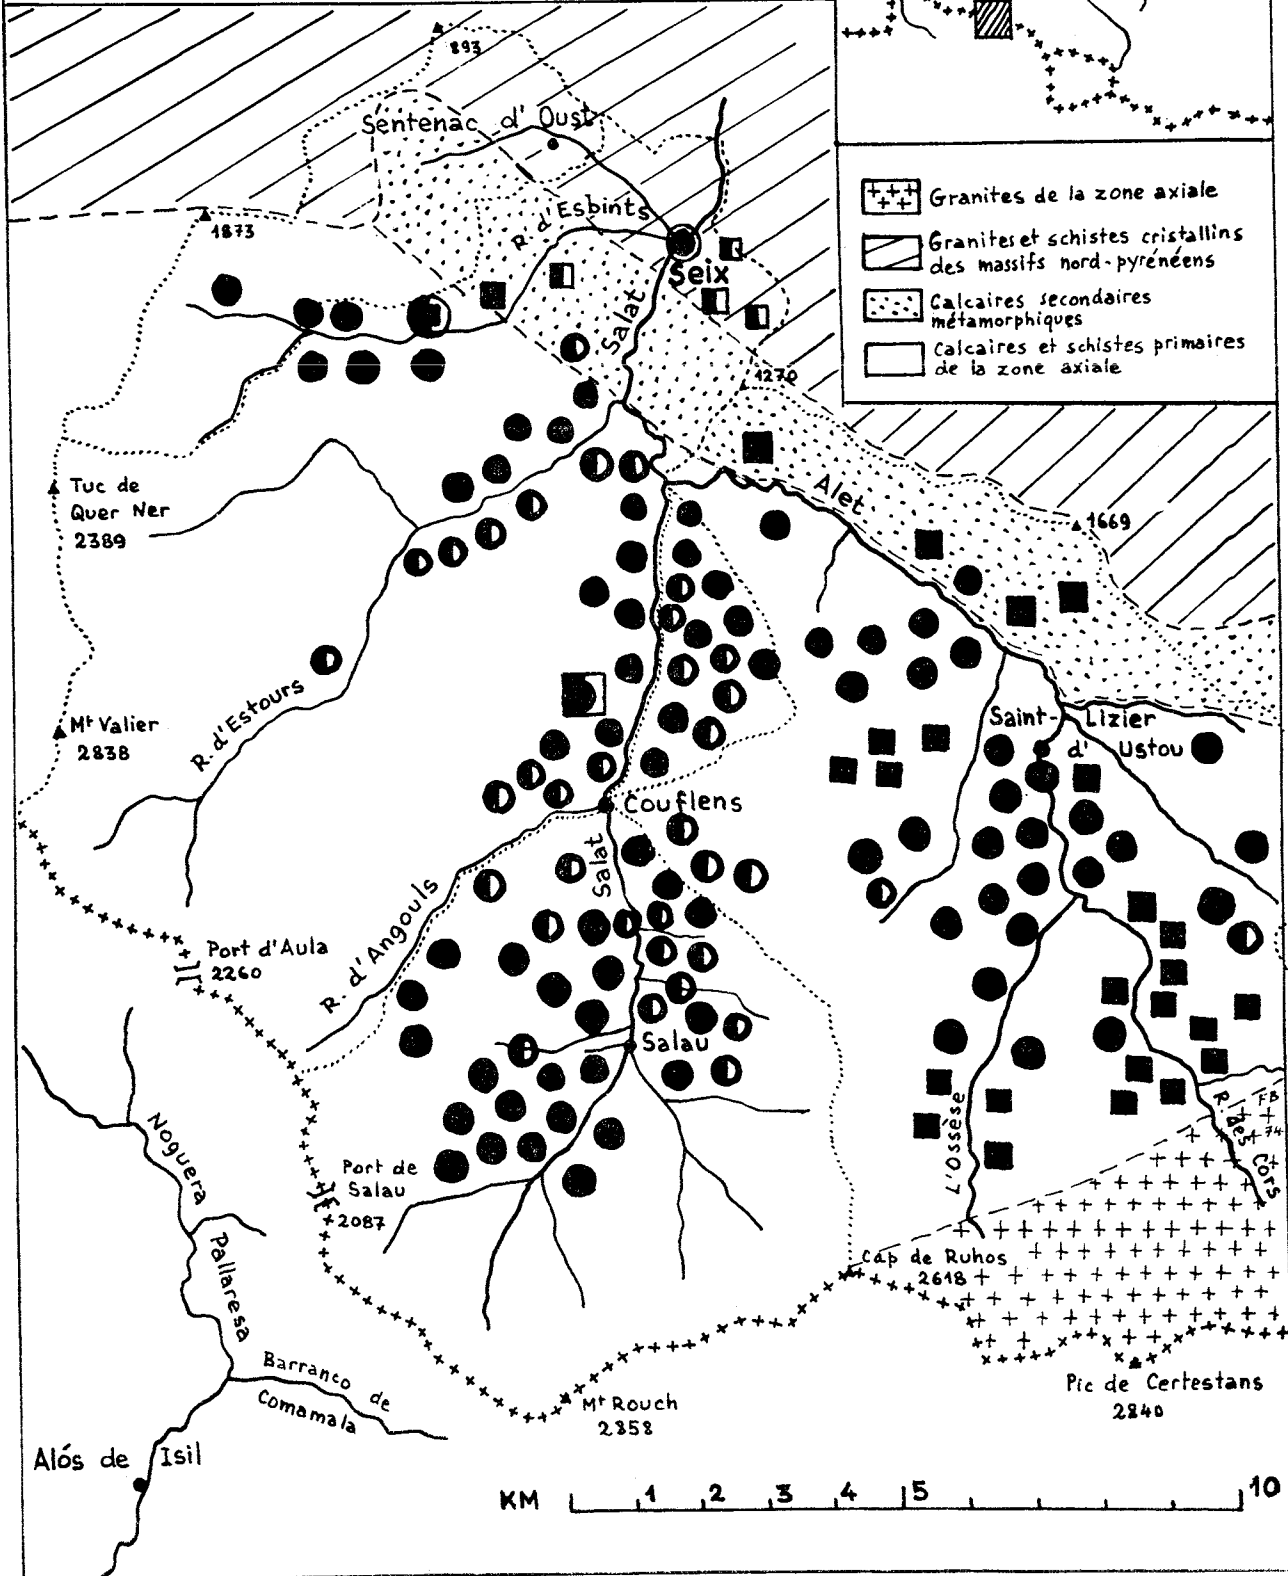 893
Sentenac d' Oust
R. d'Esbints
1873
Seix
Salat
Granites de la zone axiale
Granites et schistes cristallins
des massifs nord-pyrénéens
Calcaires secondaires
métamorphiques
Calcaires et schistes primaires
de la zone axiale
1270
Alet
1669
Tuc de
Quer Ner
2389
Mt Valier
2838
R. d'Estours
Saint-Lizier
d' Ustou
Couflens
Salat
R. d'Angouls
Port d'Aula
2260
Salau
Noguera
Pallaresa
Port de
Salau
2087
L'Ossèse
R. des Cors
FB
74
Cap de Ruhos
2618
Barranco de
Comamala
Mt Rouch
2858
Pic de Certestans
2840
Alós de Isil
KM 1 2 3 4 5 10